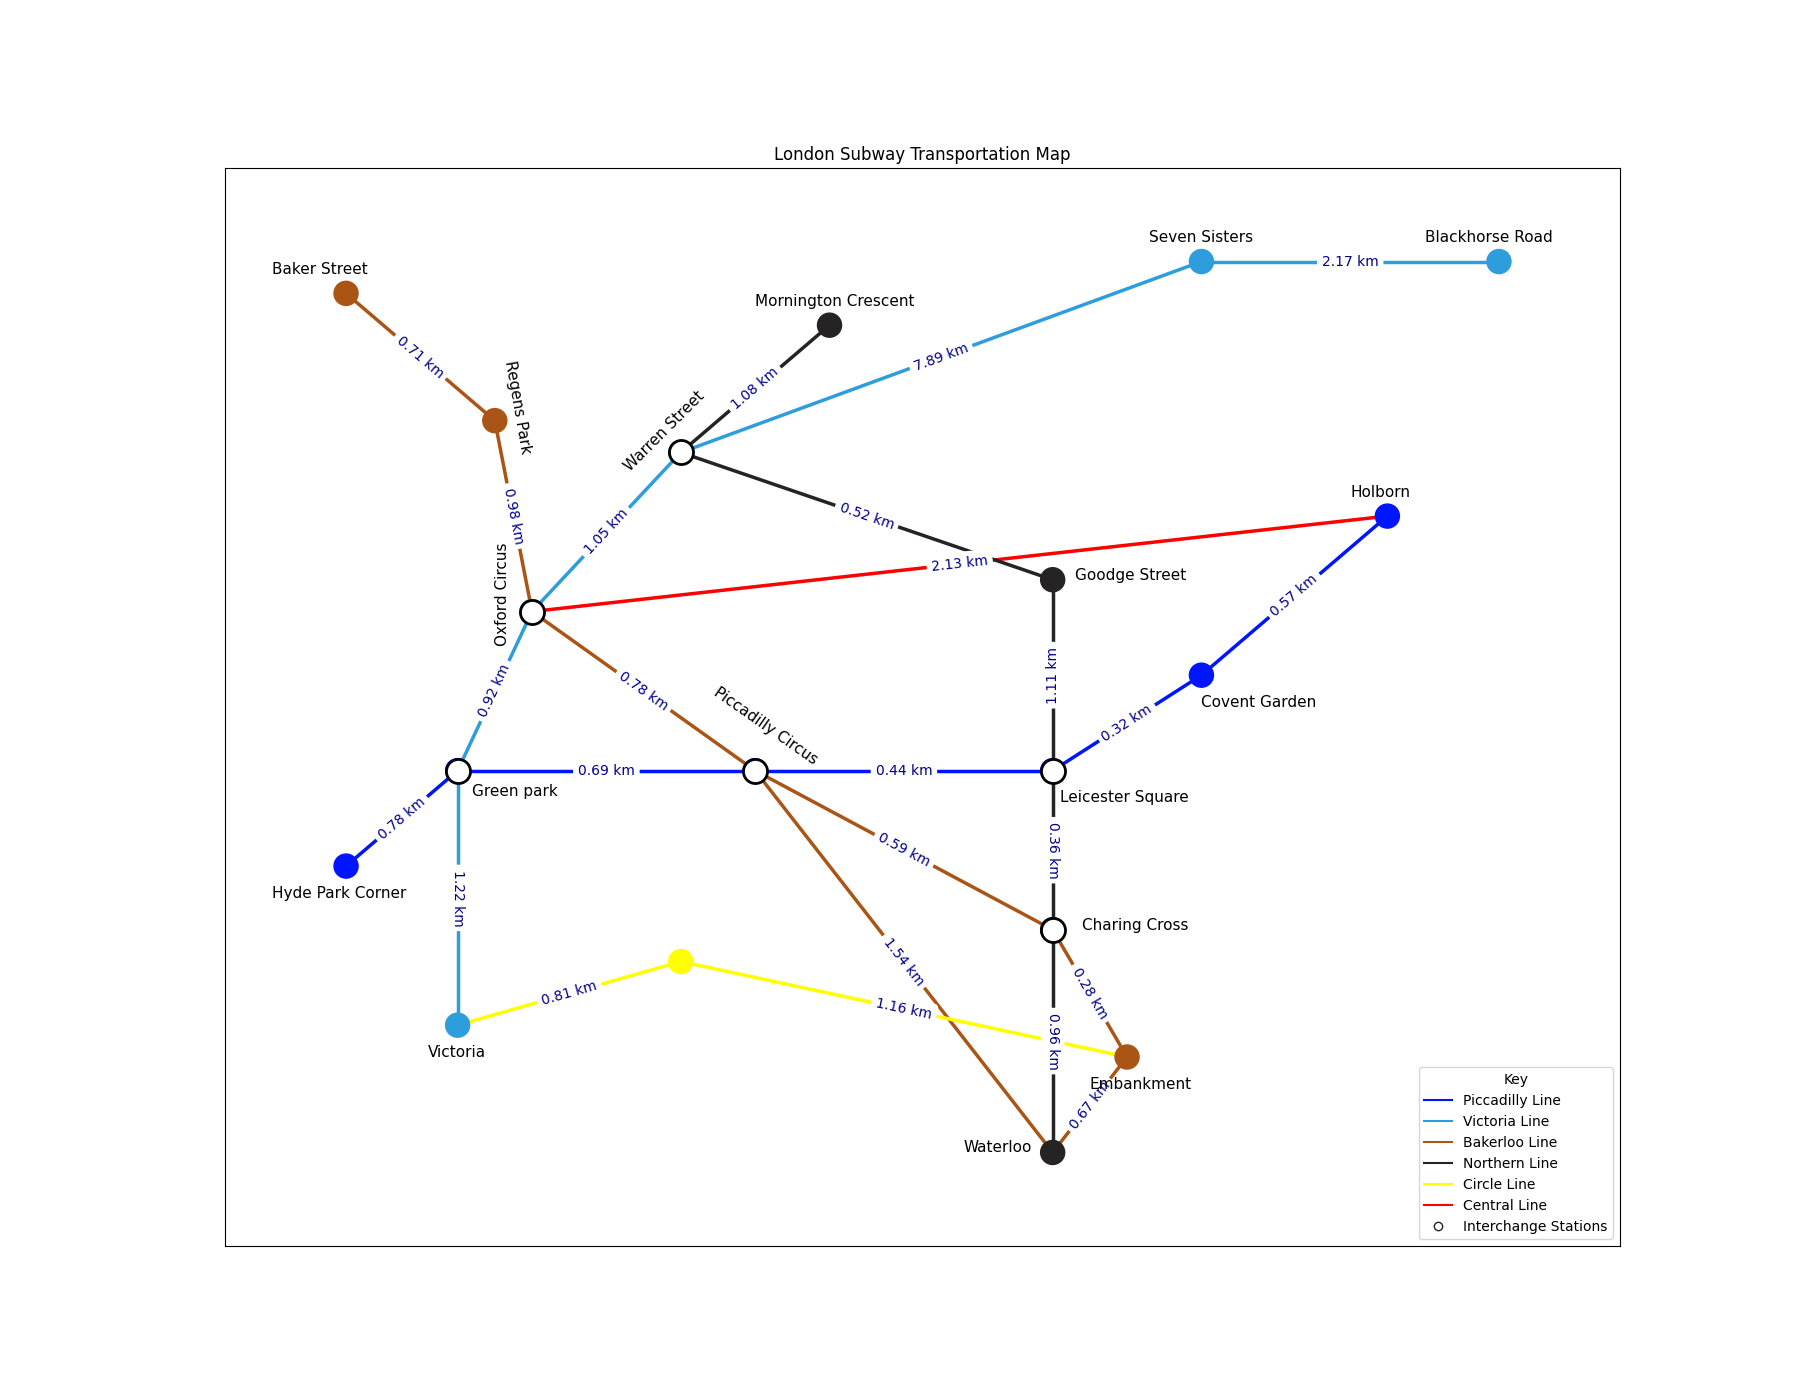 London Subway Transportation Map
Seven Sisters
Blackhorse Road
2.17 km
Baker Street
Mornington Crescent
0.71 km
7.89 km
Regens Park
1.08 km
Warren Street
Holborn
0.98 km
0.52 km
1.05 km
2.13 km
Goodge Street
0.57 km
Oxford Circus
0.92 km
0.78 km
1.11 km
Covent Garden
Piccadilly Circus
0.32 km
0.69 km
0.44 km
Green park
Leicester Square
0.78 km
0.59 km
0.36 km
Hyde Park Corner
1.22 km
Charing Cross
1.54 km
0.81 km
0.28 km
1.16 km
0.96 km
Victoria
Embankment
0.67 km
Waterloo
Key
Piccadilly Line
Victoria Line
Bakerloo Line
Northern Line
Circle Line
Central Line
Interchange Stations